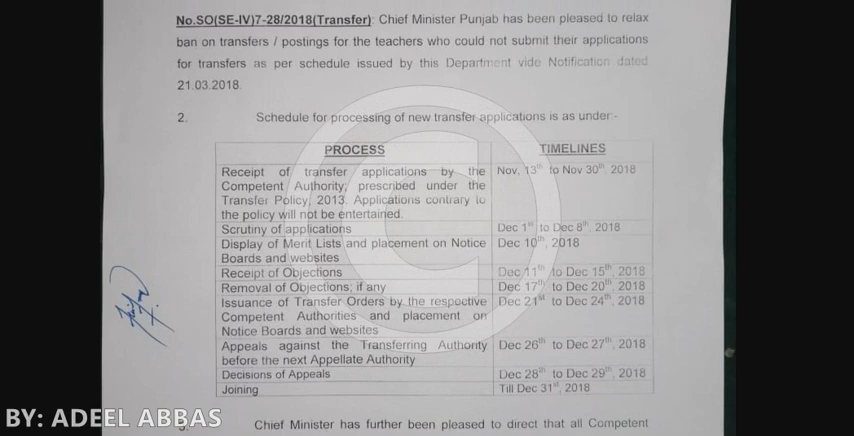 No.SO(SE-IV)7-28/2018(Transfer): Chief Minister Punjab has been pleased to relax
ban on transfers / postings for the teachers who could not submit their applications
for transfers as per schedule issued by this Department vide Notification dated
21.03.2018.
2. Schedule for processing of new transfer applications is as under:-
PROCESS TIMELINES
Receipt of transfer applications by the Nov, 13th to Nov 30th, 2018
Competent Authority; prescribed under the
Transfer Policy, 2013. Applications contrary to
the policy will not be entertained.
Scrutiny of applications Dec 1st to Dec 8th, 2018
Display of Merit Lists and placement on Notice Dec 10th, 2018
Boards and websites
Receipt of Objections Dec 11th to Dec 15th, 2018
Removal of Objections; if any Dec 17th to Dec 20th, 2018
Issuance of Transfer Orders by the respective Dec 21st to Dec 24th, 2018
Competent Authorities and placement on
Notice Boards and websites
Appeals against the Transferring Authority Dec 26th to Dec 27th, 2018
before the next Appellate Authority
Decisions of Appeals Dec 28th to Dec 29th, 2018
Joining Till Dec 31st, 2018
BY: ADEEL ABBAS
Chief Minister has further been pleased to direct that all Competent